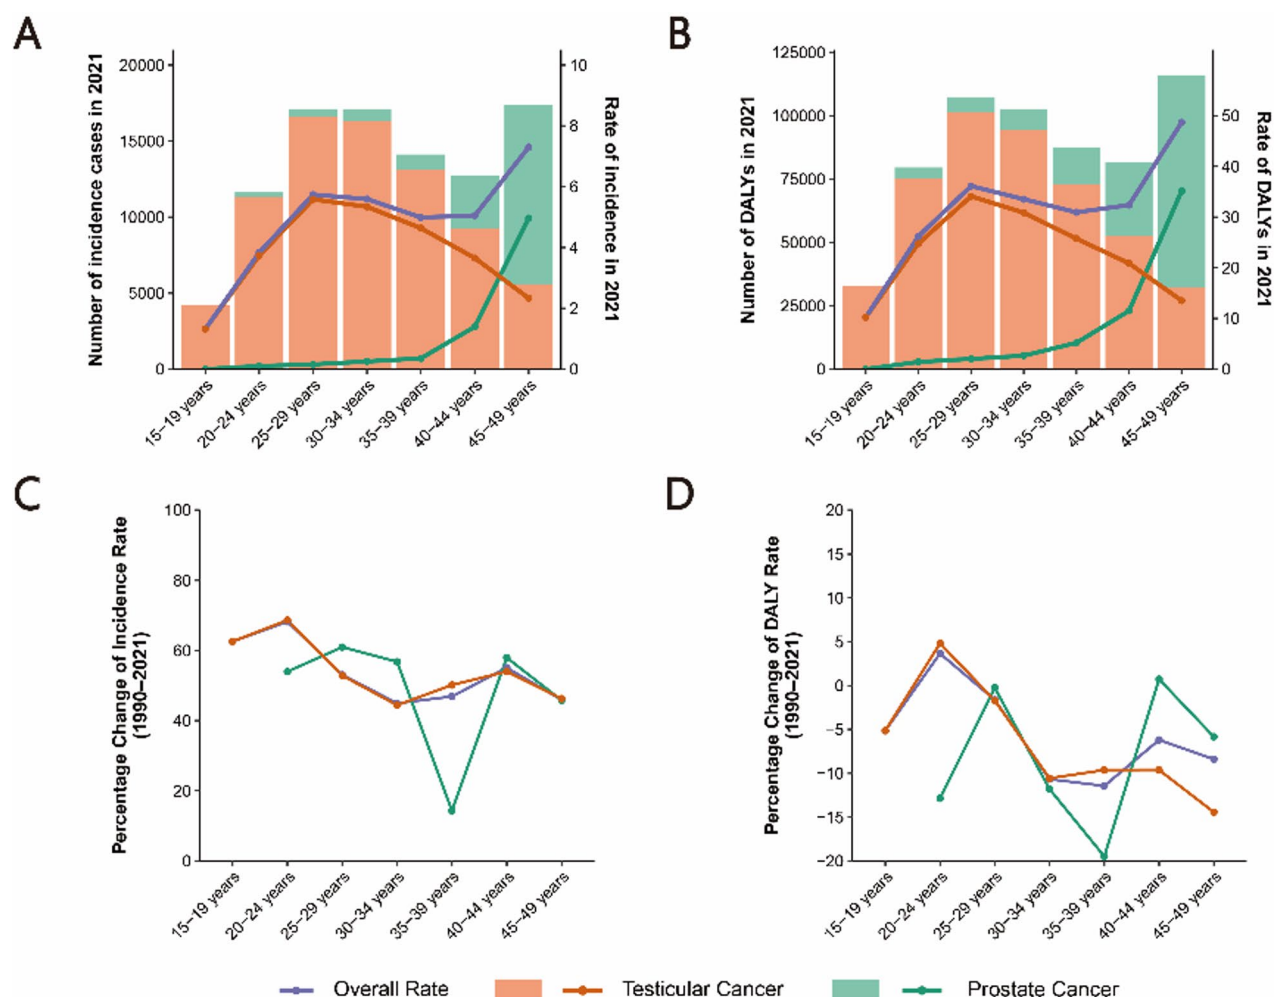 A
Number of incidence cases in 2021
20000
15000
10000
5000
0
10
8
6
4
2
0
Rate of incidence in 2021
15–19 years
20–24 years
25–29 years
30–34 years
35–39 years
40–44 years
45–49 years
B
Number of DALYs in 2021
125000
100000
75000
50000
25000
0
50
40
30
20
10
0
Rate of DALYs in 2021
15–19 years
20–24 years
25–29 years
30–34 years
35–39 years
40–44 years
45–49 years
C
Percentage Change of Incidence Rate
(1990–2021)
100
80
60
40
20
0
15–19 years
20–24 years
25–29 years
30–34 years
35–39 years
40–44 years
45–49 years
D
Percentage Change of DALY Rate
(1990–2021)
20
15
10
5
0
−5
−10
−15
−20
15–19 years
20–24 years
25–29 years
30–34 years
35–39 years
40–44 years
45–49 years
Overall Rate
Testicular Cancer
Prostate Cancer